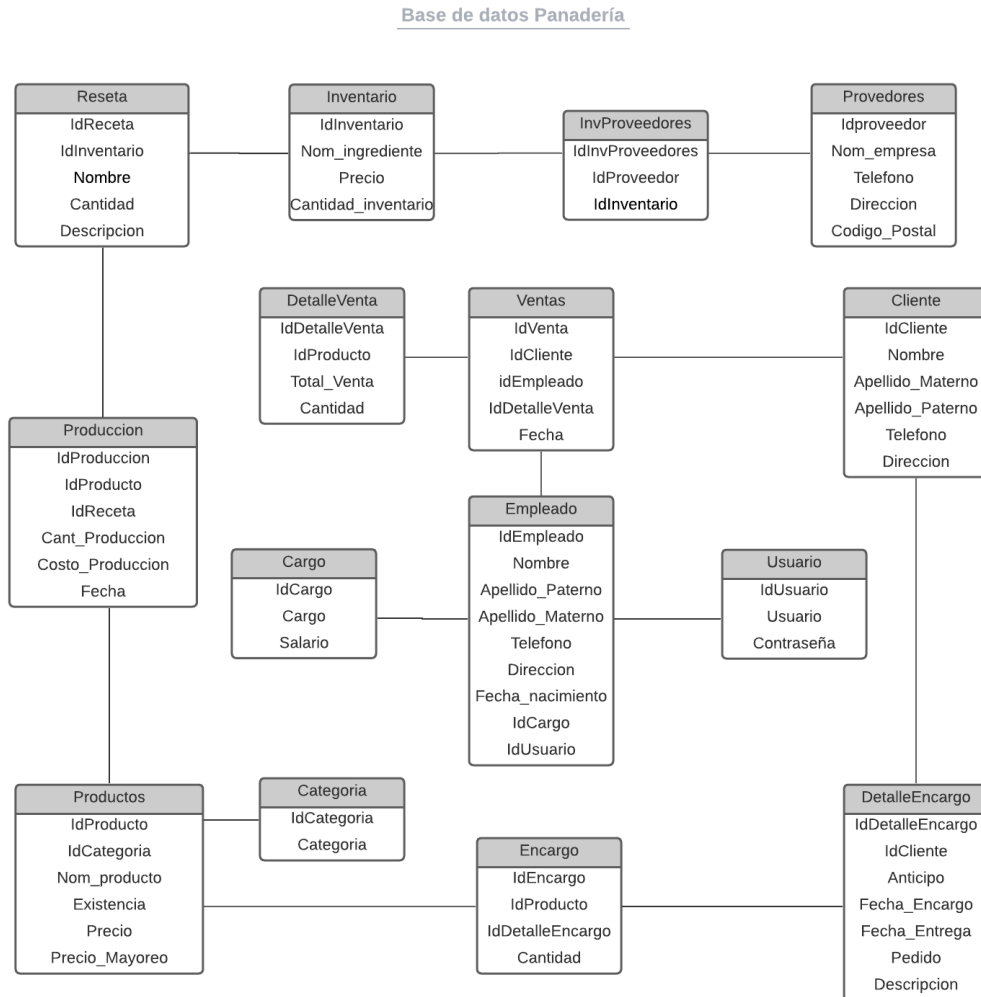 Base de datos Panadería
Reseta
IdReceta
IdInventario
Nombre
Cantidad
Descripcion
Inventario
IdInventario
Nom_ingrediente
Precio
Cantidad_inventario
InvProveedores
IdInvProveedores
IdProveedor
IdInventario
Provedores
Idproveedor
Nom_empresa
Telefono
Direccion
Codigo_Postal
DetalleVenta
IdDetalleVenta
IdProducto
Total_Venta
Cantidad
Ventas
IdVenta
IdCliente
idEmpleado
IdDetalleVenta
Fecha
Cliente
IdCliente
Nombre
Apellido_Materno
Apellido_Paterno
Telefono
Direccion
Produccion
IdProduccion
IdProducto
IdReceta
Cant_Produccion
Costo_Produccion
Fecha
Cargo
IdCargo
Cargo
Salario
Empleado
IdEmpleado
Nombre
Apellido_Paterno
Apellido_Materno
Telefono
Direccion
Fecha_nacimiento
IdCargo
IdUsuario
Usuario
IdUsuario
Usuario
Contraseña
Productos
IdProducto
IdCategoria
Nom_producto
Existencia
Precio
Precio_Mayoreo
Categoria
IdCategoria
Categoria
Encargo
IdEncargo
IdProducto
IdDetalleEncargo
Cantidad
DetalleEncargo
IdDetalleEncargo
IdCliente
Anticipo
Fecha_Encargo
Fecha_Entrega
Pedido
Descripcion